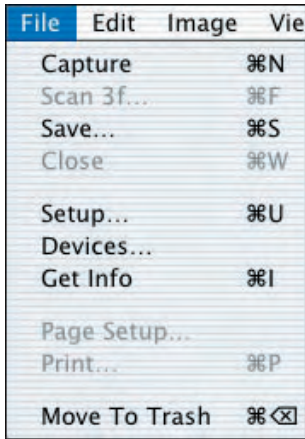 File Edit Image Vie
Capture ⌘N
Scan 3f... ⌘F
Save... ⌘S
Close ⌘W
Setup... ⌘U
Devices...
Get Info ⌘I
Page Setup...
Print... ⌘P
Move To Trash ⌘⌫